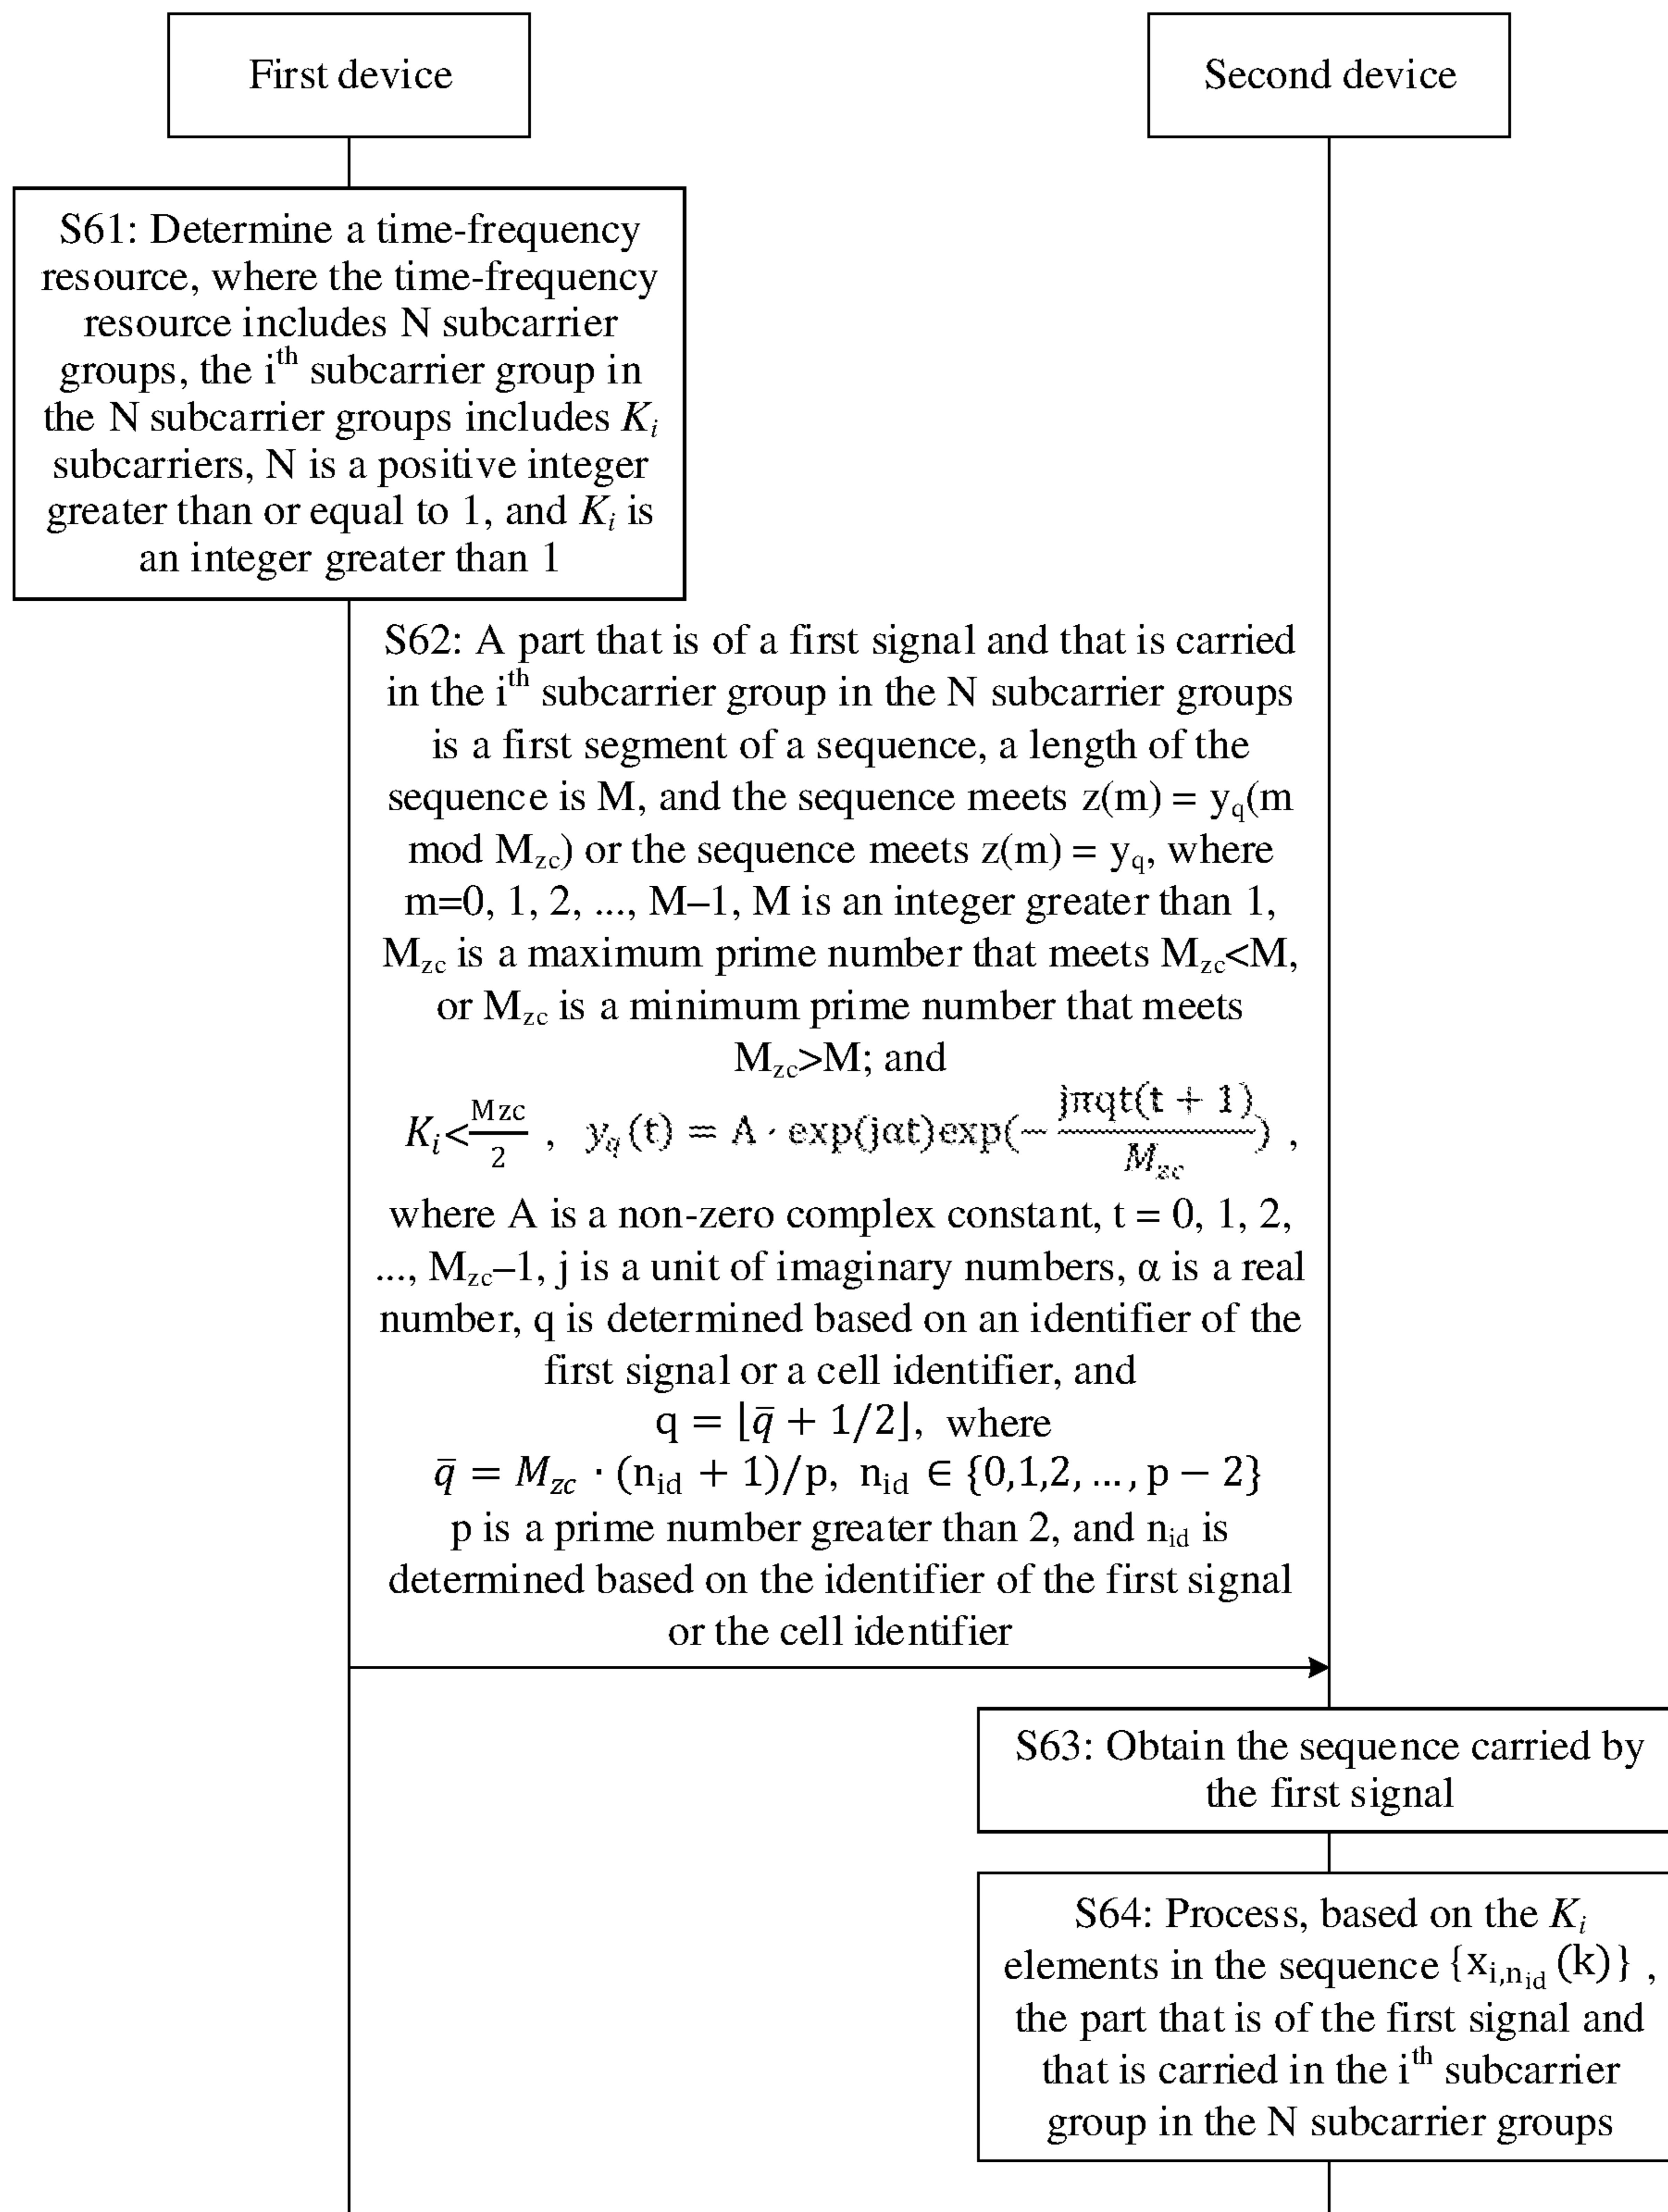 First device
Second device
S61: Determine a time-frequency
resource, where the time-frequency
resource includes N subcarrier
groups, the iᵗʰ subcarrier group in
the N subcarrier groups includes Kᵢ
subcarriers, N is a positive integer
greater than or equal to 1, and Kᵢ is
an integer greater than 1
S62: A part that is of a first signal and that is carried
in the iᵗʰ subcarrier group in the N subcarrier groups
is a first segment of a sequence, a length of the
sequence is M, and the sequence meets z(m) = y_q(m
mod M_zc) or the sequence meets z(m) = y_q, where
m=0, 1, 2, ..., M–1, M is an integer greater than 1,
M_zc is a maximum prime number that meets M_zc<M,
or M_zc is a minimum prime number that meets
M_zc>M; and
Kᵢ<Mzc/2 , y_q(t) = A · exp(jαt)exp(− jπqt(t + 1)/M_zc) ,
where A is a non-zero complex constant, t = 0, 1, 2,
..., M_zc–1, j is a unit of imaginary numbers, α is a real
number, q is determined based on an identifier of the
first signal or a cell identifier, and
q = ⌊q̄ + 1/2⌋, where
q̄ = M_zc · (n_id + 1)/p, n_id ∈ {0,1,2, ... , p − 2}
p is a prime number greater than 2, and n_id is
determined based on the identifier of the first signal
or the cell identifier
S63: Obtain the sequence carried by
the first signal
S64: Process, based on the Kᵢ
elements in the sequence {x_{i,n_id}(k)} ,
the part that is of the first signal and
that is carried in the iᵗʰ subcarrier
group in the N subcarrier groups